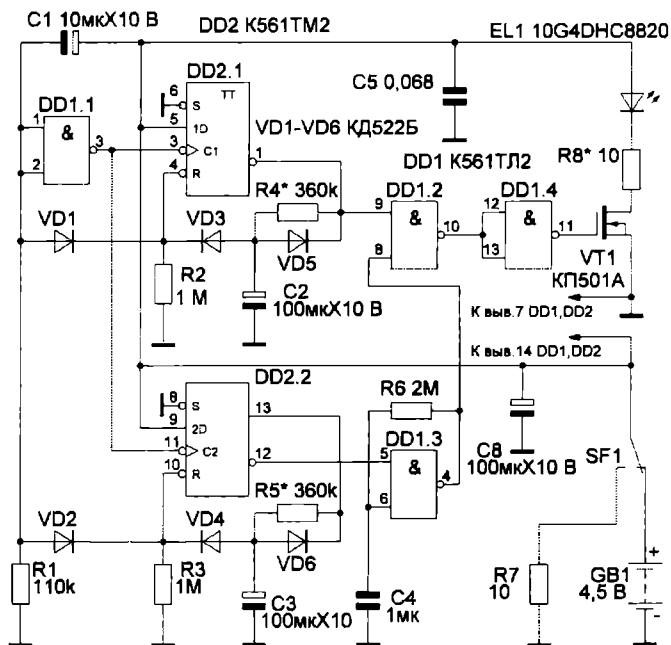 C1 10мкX10 В
DD2 К561ТМ2
EL1 10G4DHC8820
DD2.1
DD1.1
6
S
TT
5
1D
3
C1
4
R
1
1
2
&
3
C5 0,068
VD1-VD6 КД522Б
DD1 К561ТЛ2
R8* 10
R4* 360k
DD1.2
DD1.4
9
&
8
10
12
&
13
11
VD1
VD3
VD5
VT1
КП501А
R2
1 M
C2
100мкX10 В
К выв.7 DD1,DD2
К выв.14 DD1,DD2
DD2.2
8
S
9
2D
11
C2
10
R
13
12
R6 2M
DD1.3
5
&
6
4
C8
100мкX10 В
SF1
R5* 360k
VD2
VD4
VD6
R1
110k
R3
1M
C3
100мкX10
C4
1мк
R7
10
GB1
4,5 В
+
-